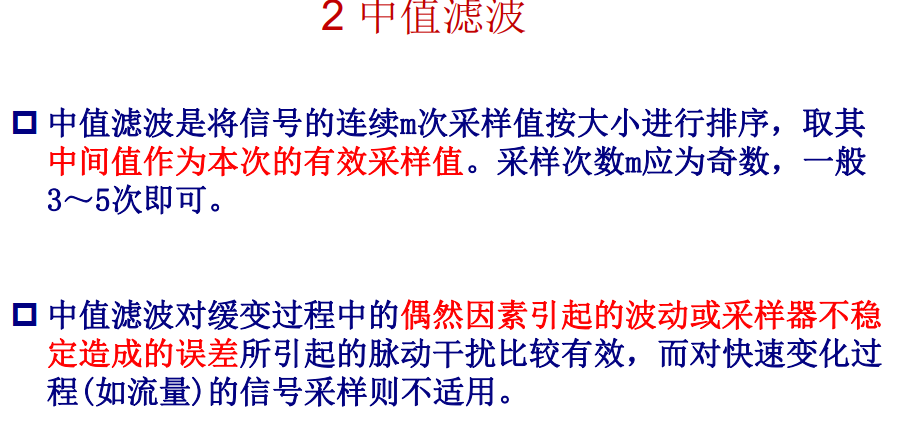 2 中值滤波
中值滤波是将信号的连续m次采样值按大小进行排序，取其
中间值作为本次的有效采样值。采样次数m应为奇数，一般
3～5次即可。
中值滤波对缓变过程中的偶然因素引起的波动或采样器不稳
定造成的误差所引起的脉动干扰比较有效，而对快速变化过
程(如流量)的信号采样则不适用。